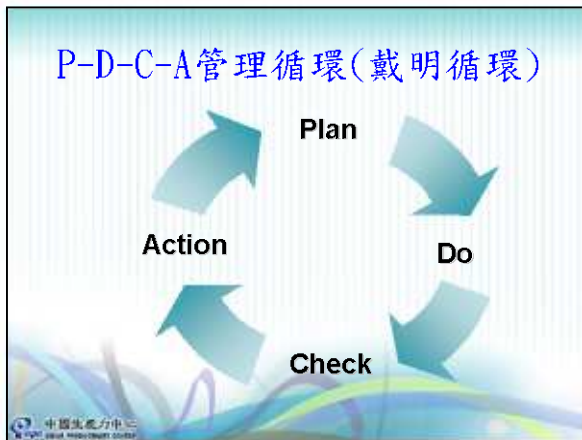 P-D-C-A管理循環(戴明循環)
Plan
Action
Do
Check
中國生產力中心